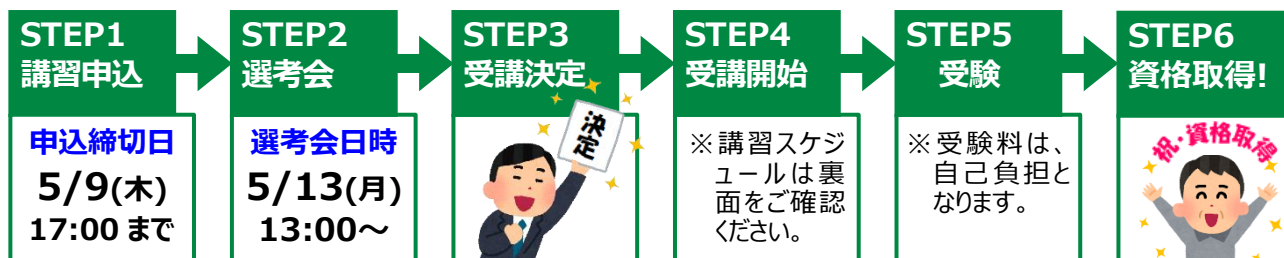 STEP1
講習申込
申込締切日
5/9(木)
17:00 まで
STEP2
選考会
選考会日時
5/13(月)
13:00～
STEP3
受講決定
決定
STEP4
受講開始
※講習スケジ
ュールは裏
面をご確認
ください。
STEP5
受験
※受験料は、
自己負担と
なります。
STEP6
資格取得!
祝・資格取得